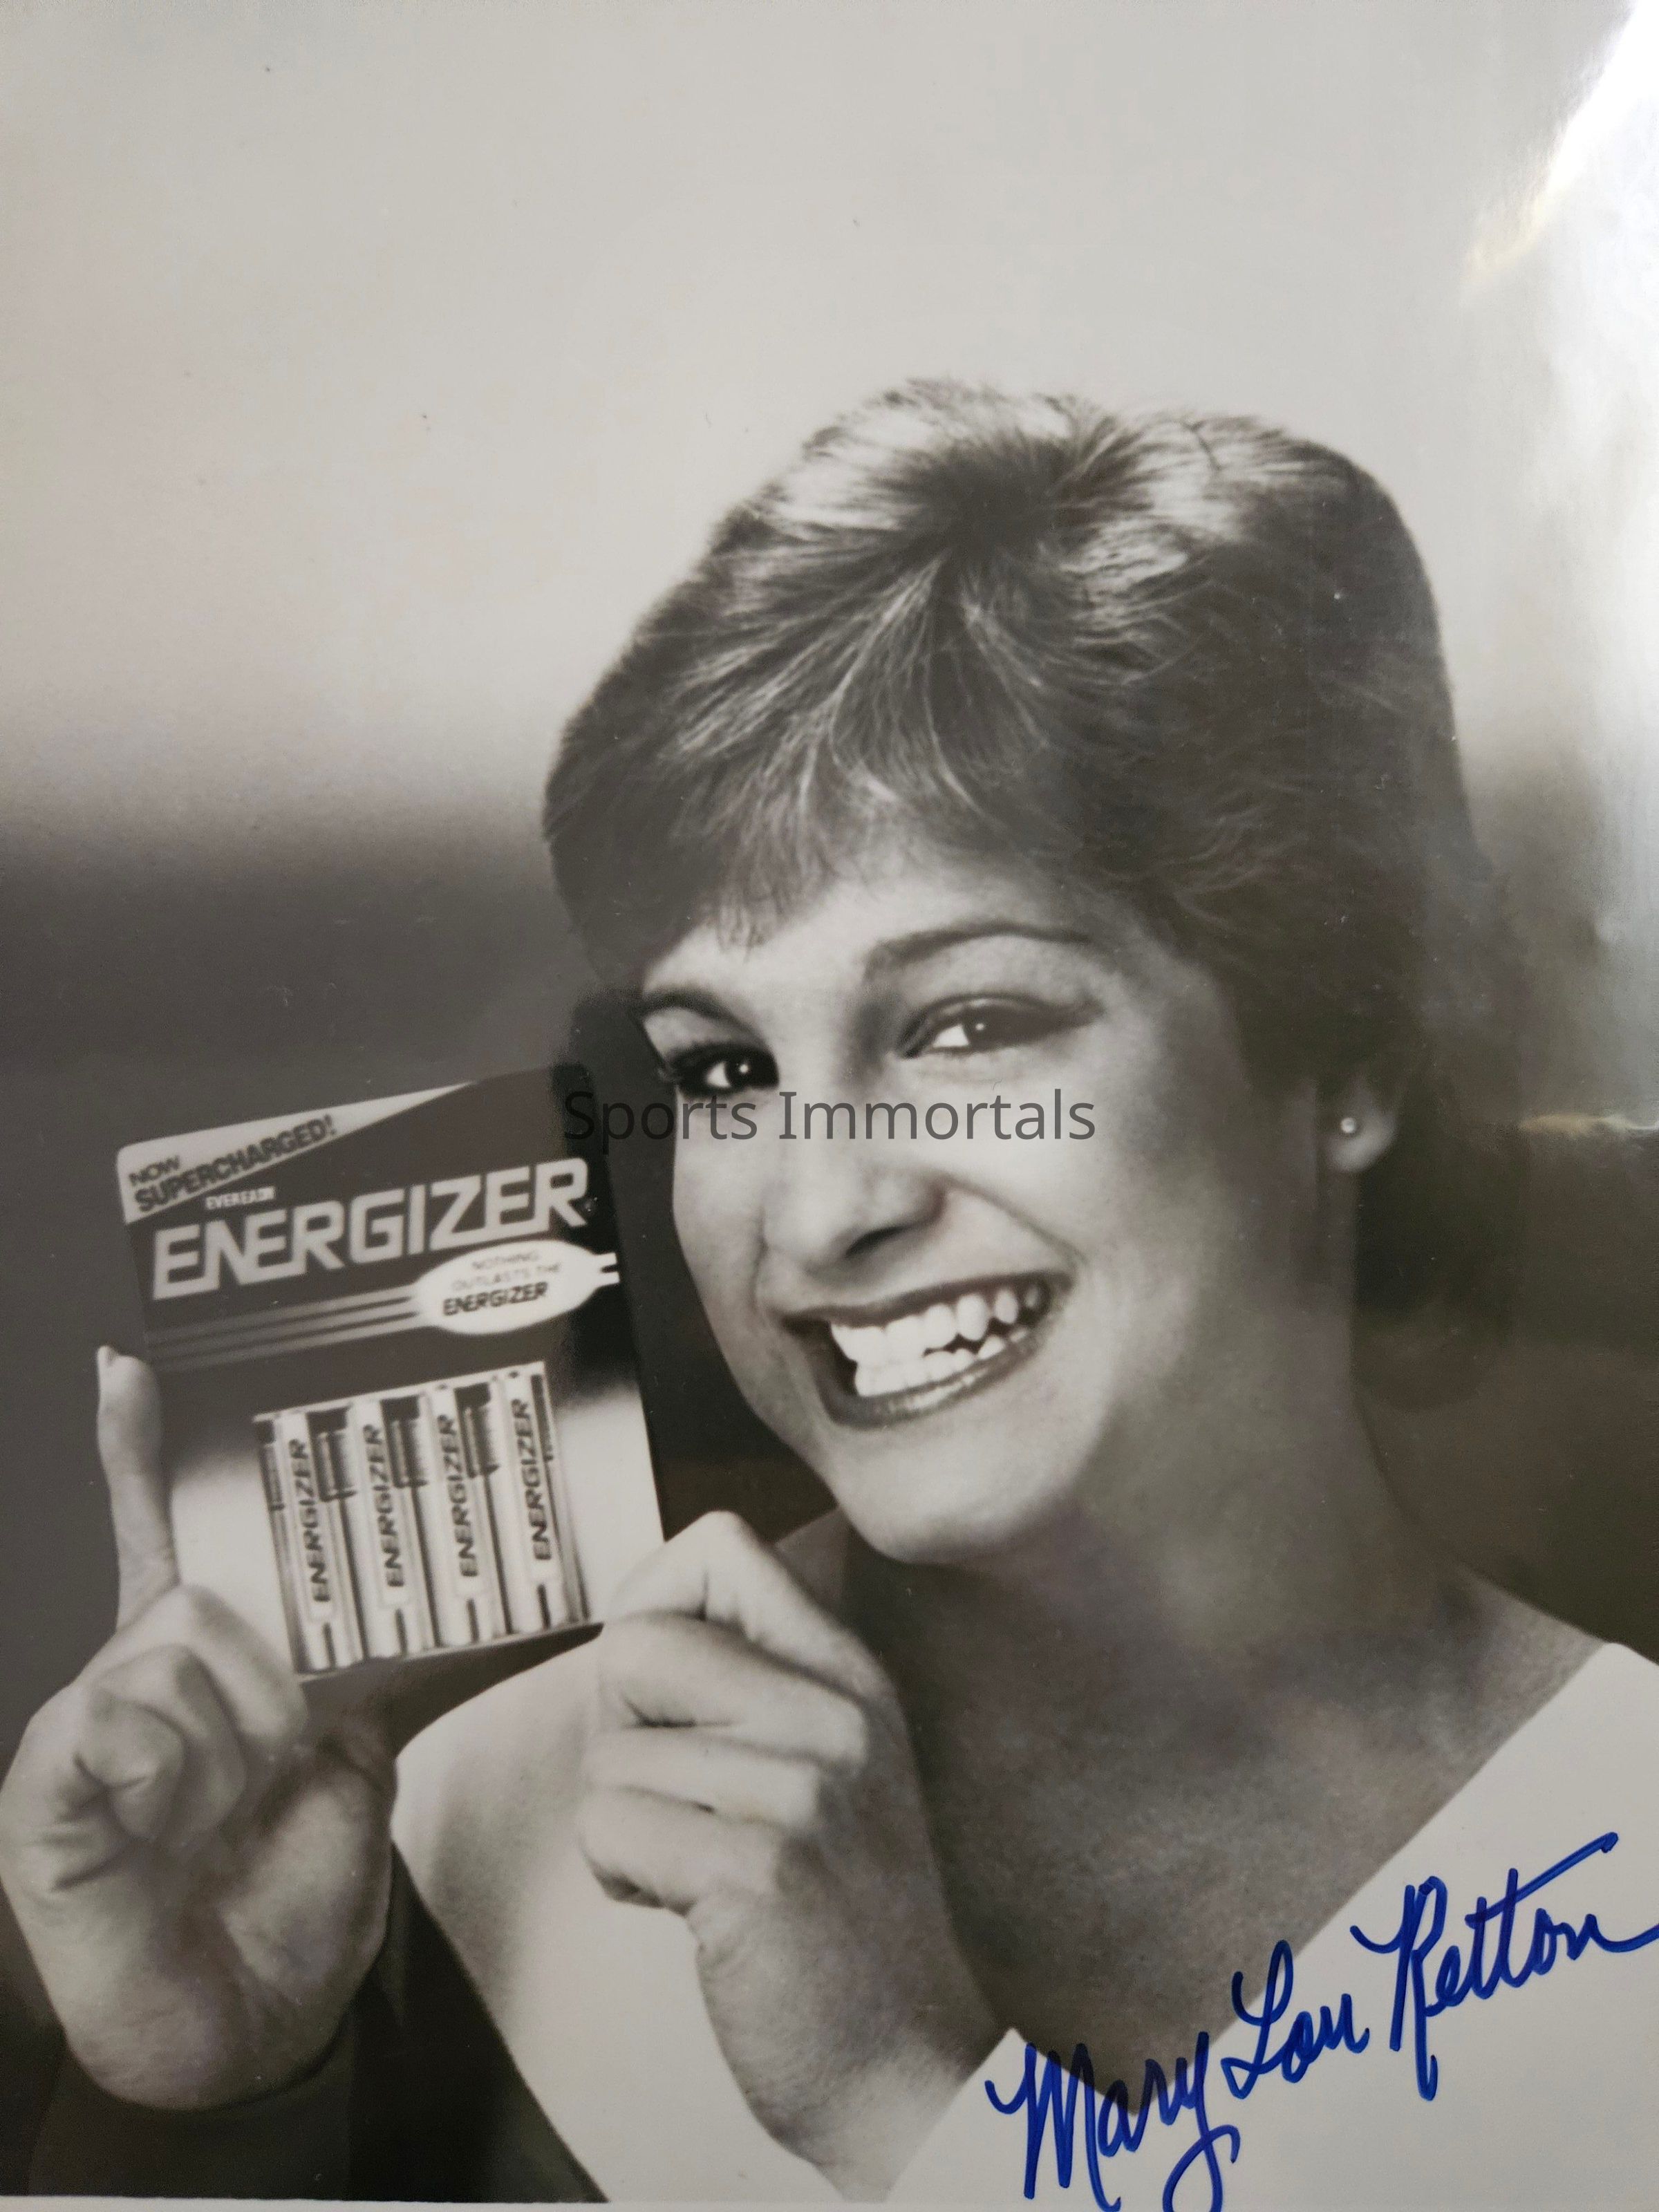 NOW
SUPERCHARGED!
EVEREADY
ENERGIZER
NOTHING
OUTLASTS THE
ENERGIZER
ENERGIZER
ENERGIZER
ENERGIZER
ENERGIZER
Sports Immortals
Mary Lou Retton